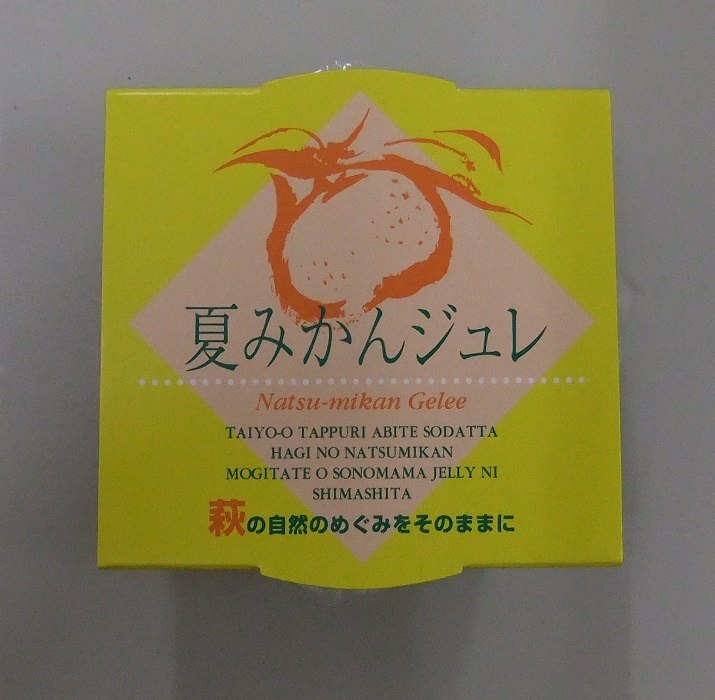 夏みかんジュレ
Natsu-mikan Gelee
TAIYO-O TAPPURI ABITE SODATTA
HAGI NO NATSUMIKAN
MOGITATE O SONOMAMA JELLY NI
SHIMASHITA
萩の自然のめぐみをそのままに